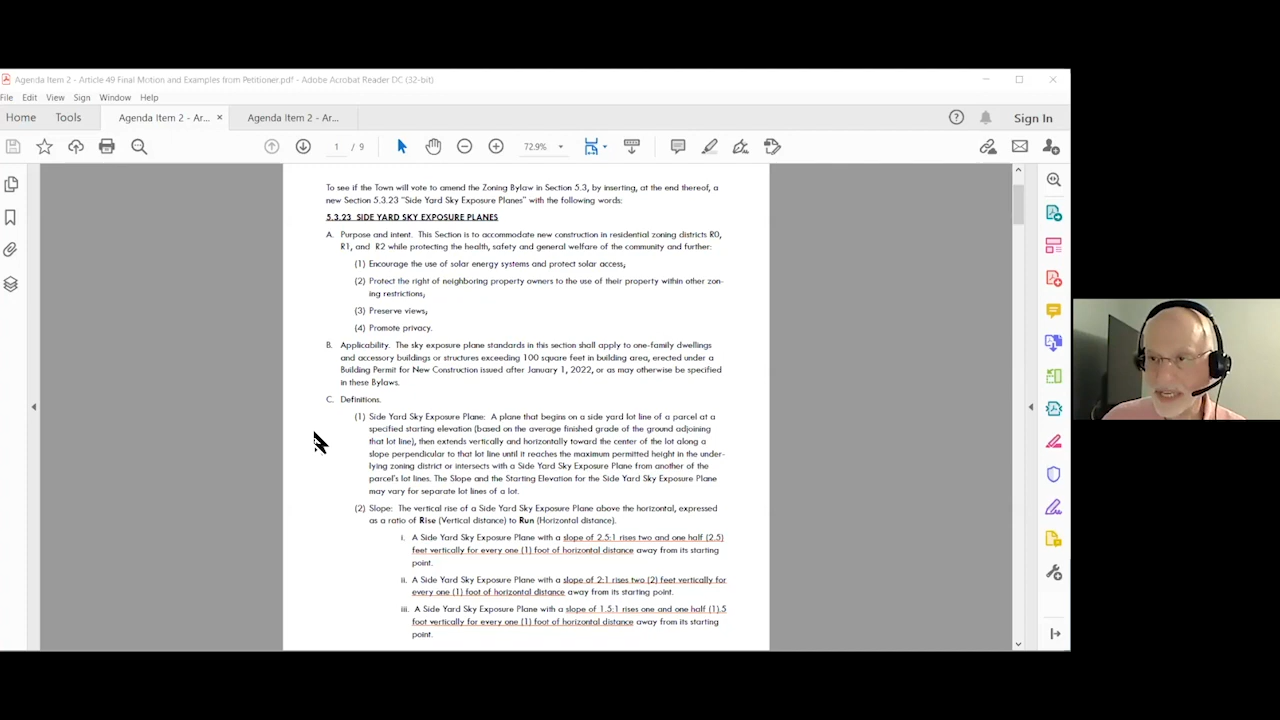 Agenda Item 2 - Article 49 Final Motion and Examples from Petitioner.pdf* - Adobe Acrobat Reader DC (32-bit)
File Edit View Sign Window Help
Home Tools Agenda Item 2 - Ar... × Agenda Item 2 - Ar... Sign In
1 / 9 72.9%
To see if the Town will vote to amend the Zoning Bylaw in Section 5.3, by inserting, at the end thereof, a
new Section 5.3.23 "Side Yard Sky Exposure Planes" with the following words:
5.3.23 SIDE YARD SKY EXPOSURE PLANES
A. Purpose and intent. This Section is to accommodate new construction in residential zoning districts R0,
R1, and R2 while protecting the health, safety and general welfare of the community and further:
(1) Encourage the use of solar energy systems and protect solar access;
(2) Protect the right of neighboring property owners to the use of their property within other zon-
ing restrictions;
(3) Preserve views;
(4) Promote privacy.
B. Applicability. The sky exposure plane standards in this section shall apply to one-family dwellings
and accessory buildings or structures exceeding 100 square feet in building area, erected under a
Building Permit for New Construction issued after January 1, 2022, or as may otherwise be specified
in these Bylaws.
C. Definitions.
(1) Side Yard Sky Exposure Plane: A plane that begins on a side yard lot line of a parcel at a
specified starting elevation (based on the average finished grade of the ground adjoining
that lot line), then extends vertically and horizontally toward the center of the lot along a
slope perpendicular to that lot line until it reaches the maximum permitted height in the under-
lying zoning district or intersects with a Side Yard Sky Exposure Plane from another of the
parcel's lot lines. The Slope and the Starting Elevation for the Side Yard Sky Exposure Plane
may vary for separate lot lines of a lot.
(2) Slope: The vertical rise of a Side Yard Sky Exposure Plane above the horizontal, expressed
as a ratio of Rise (Vertical distance) to Run (Horizontal distance).
i. A Side Yard Sky Exposure Plane with a slope of 2.5:1 rises two and one half (2.5)
feet vertically for every one (1) foot of horizontal distance away from its starting
point.
ii. A Side Yard Sky Exposure Plane with a slope of 2:1 rises two (2) feet vertically for
every one (1) foot of horizontal distance away from its starting point.
iii. A Side Yard Sky Exposure Plane with a slope of 1.5:1 rises one and one half (1).5
foot vertically for every one (1) foot of horizontal distance away from its starting
point.